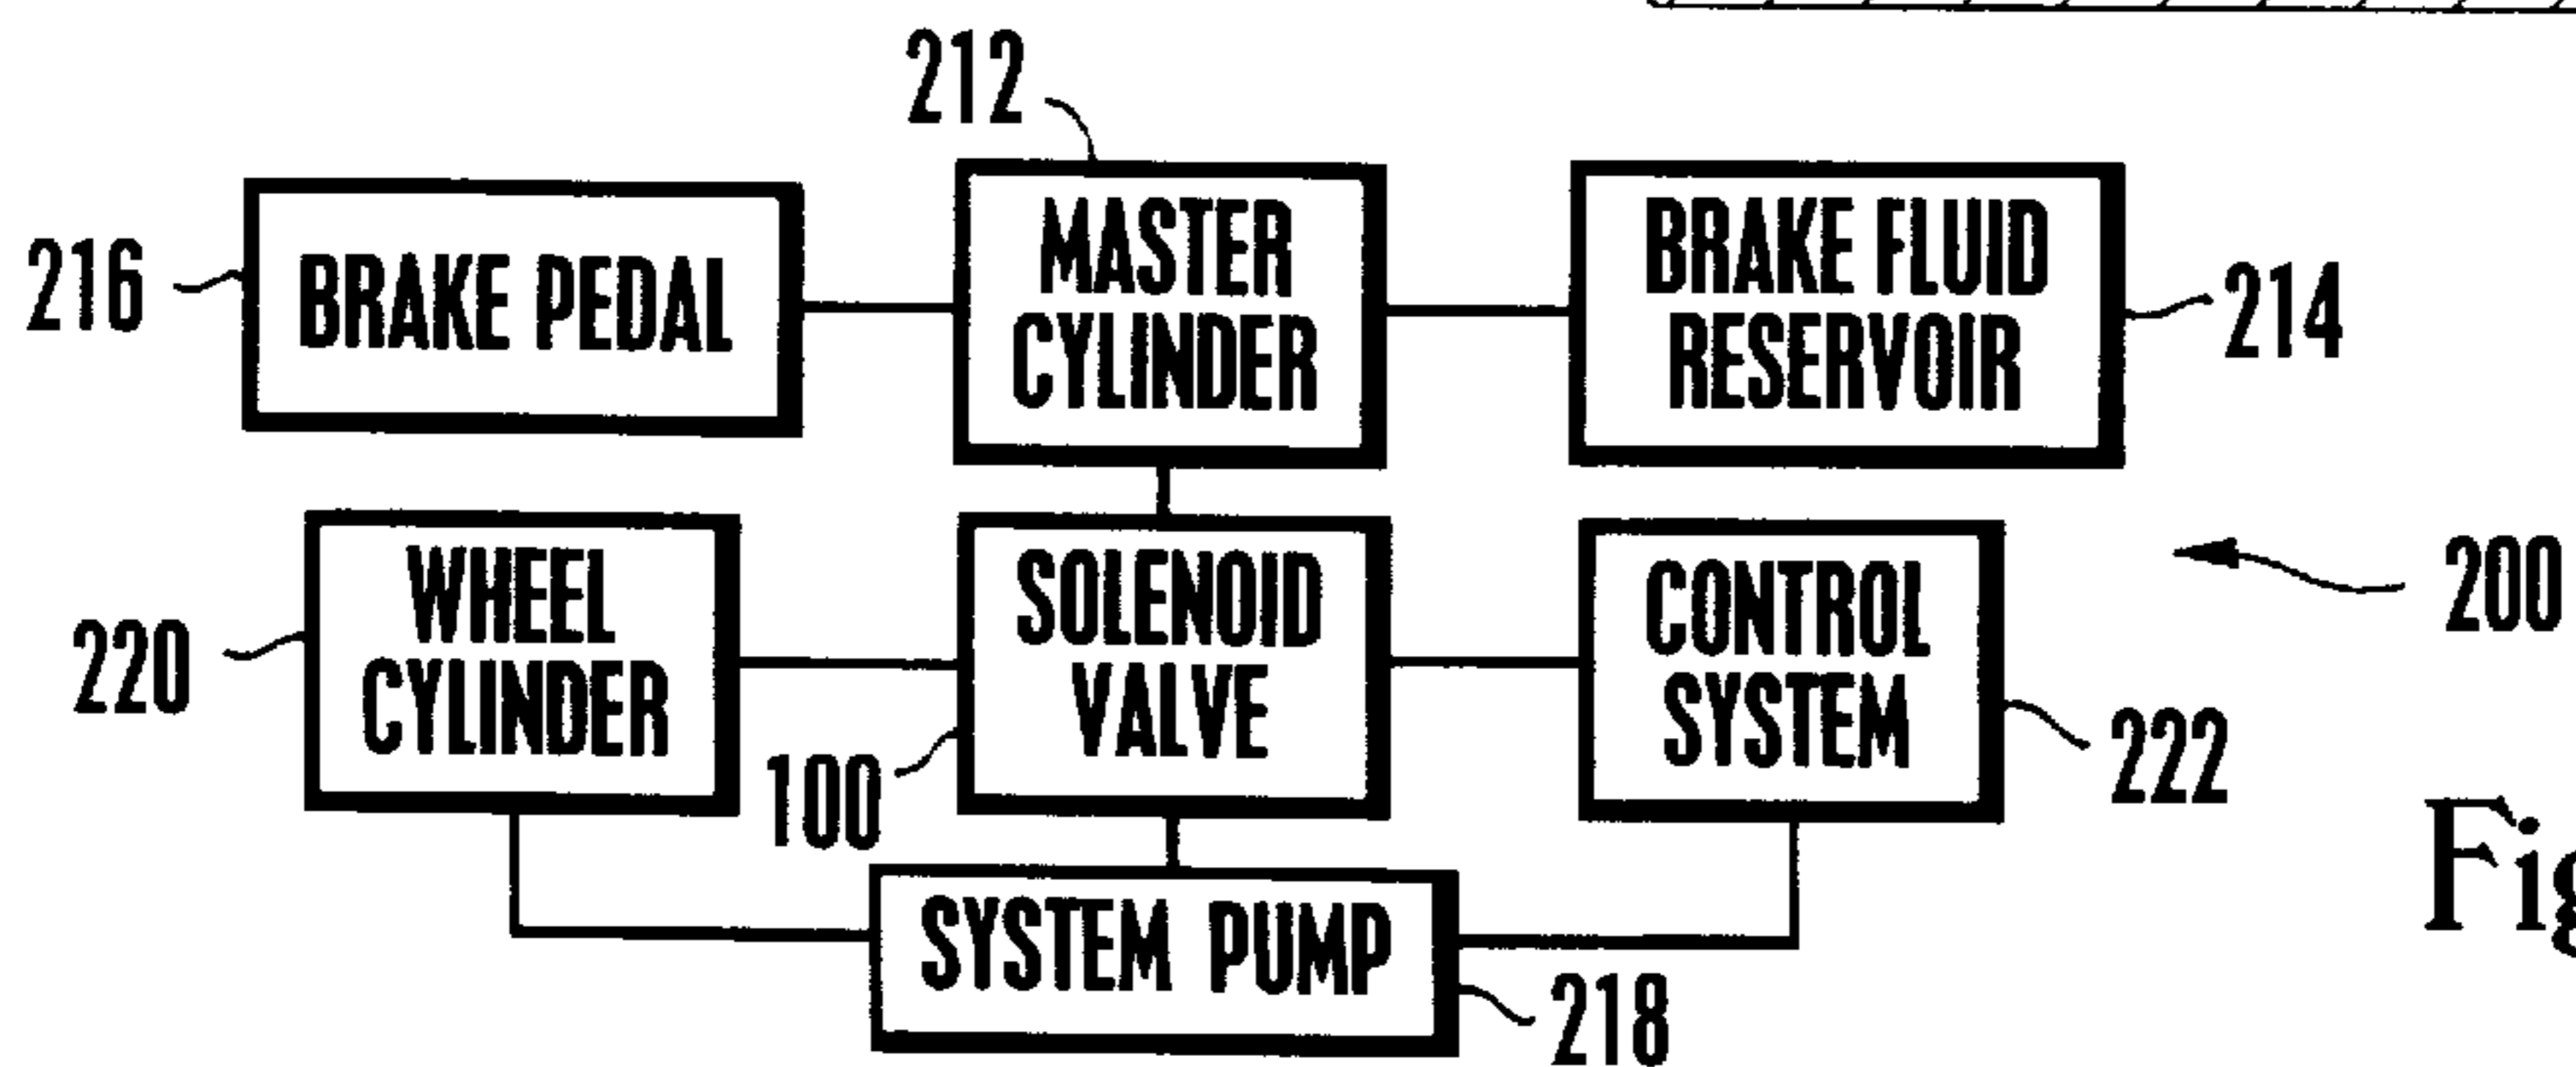 212
216
BRAKE PEDAL
MASTER
CYLINDER
BRAKE FLUID
RESERVOIR
214
220
WHEEL
CYLINDER
100
SOLENOID
VALVE
CONTROL
SYSTEM
222
200
SYSTEM PUMP
218